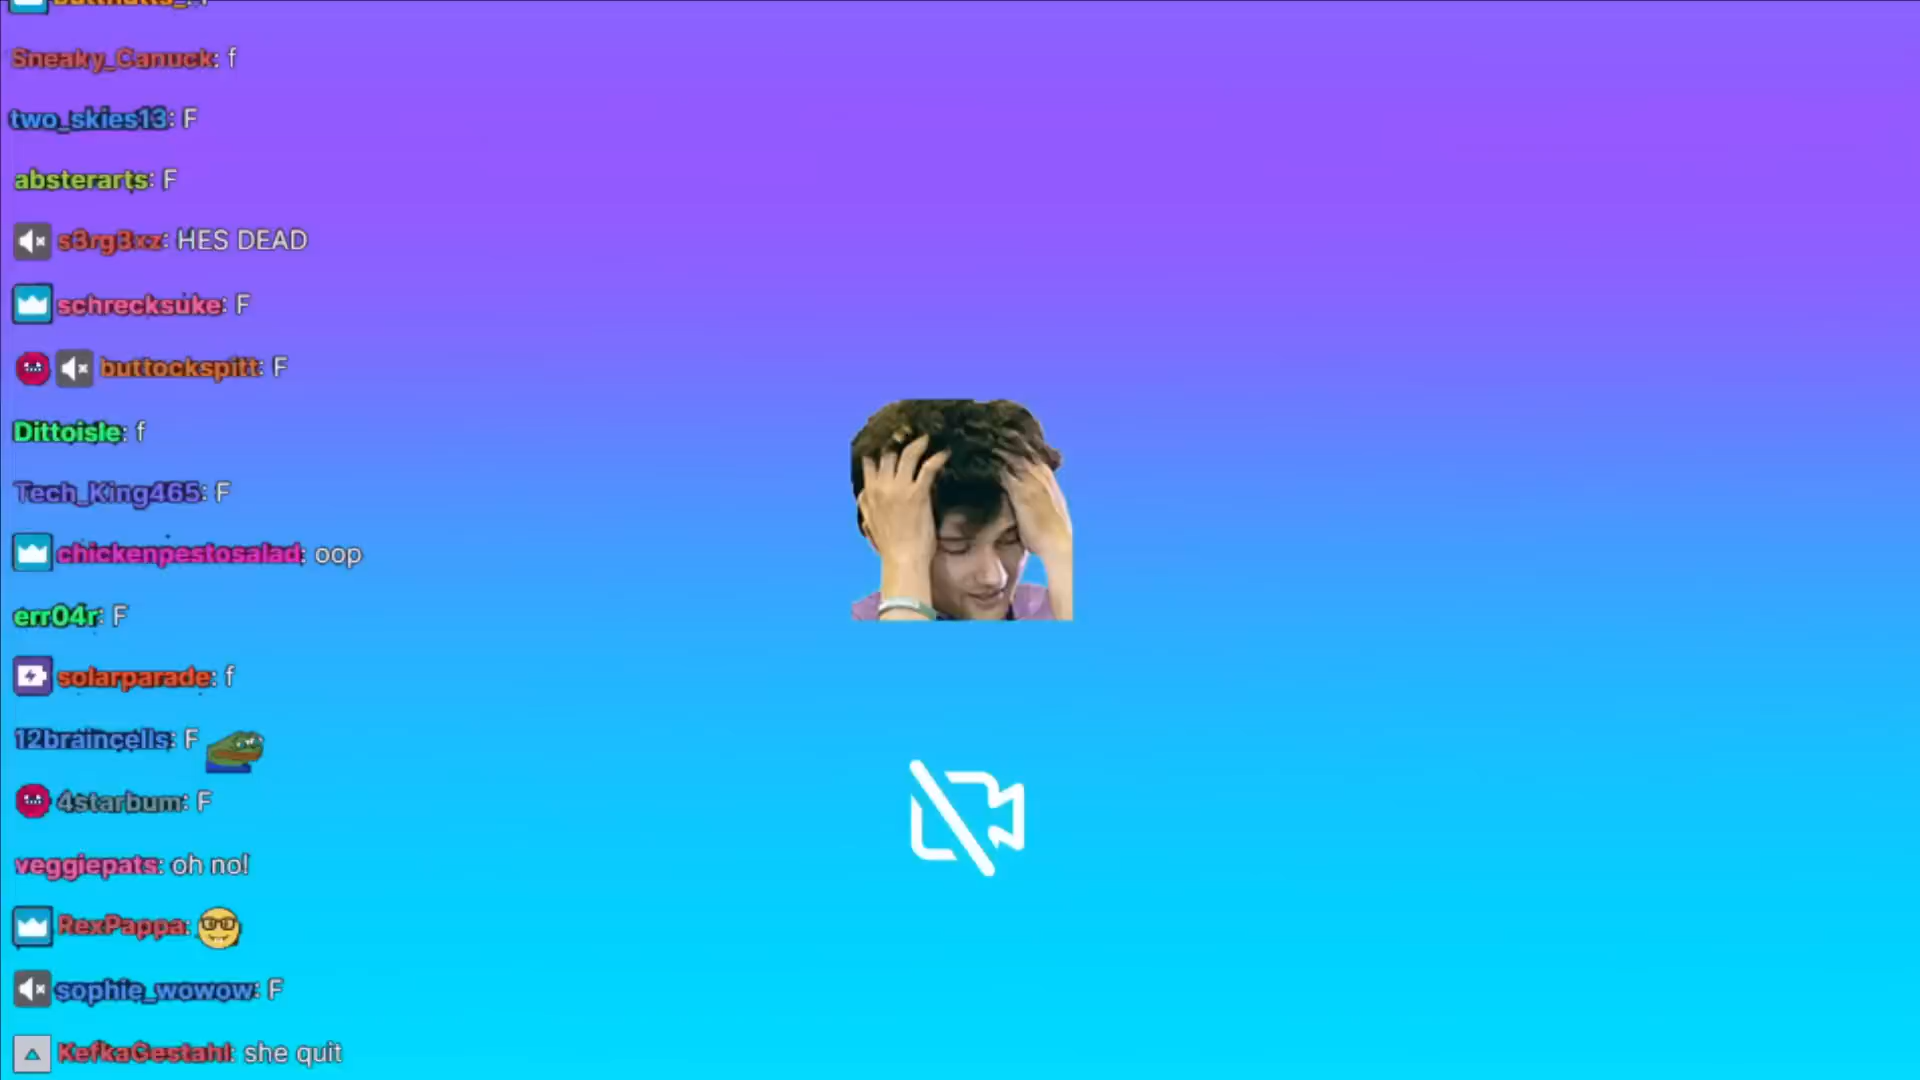 Sneaky_Canuck: f
two_skies13: F
absterarts: F
s3rg3xz: HES DEAD
schrecksuke: F
buttockspitt: F
Dittoisle: f
Tech_King465: F
chickenpestosalad: oop
err04r: F
solarparade: f
12braincells: F
4starbum: F
veggiepats: oh no!
RexPappa:
sophie_wowow: F
KefkaGestahl: she quit